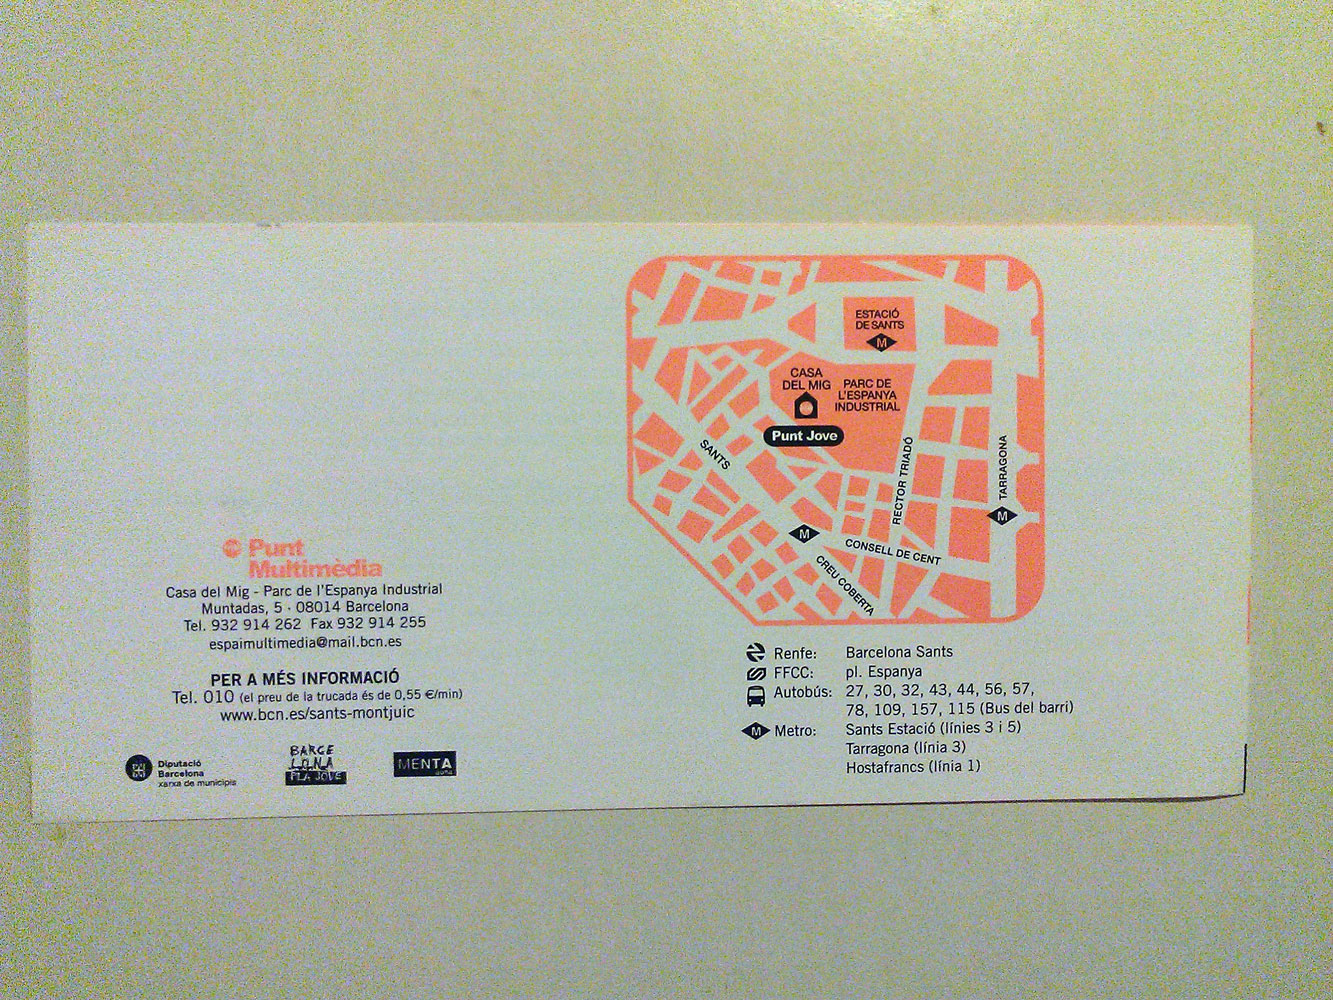 Punt
Multimèdia
Casa del Mig - Parc de l'Espanya Industrial
Muntadas, 5 · 08014 Barcelona
Tel. 932 914 262 Fax 932 914 255
espaimultimedia@mail.bcn.es
PER A MÉS INFORMACIÓ
Tel. 010 (el preu de la trucada és de 0,55 €/min)
www.bcn.es/sants-montjuic
Diputació
Barcelona
xarxa de municipis
BARCE
LONA
PLA JOVE
MENTA
ESTACIÓ
DE SANTS
M
CASA
DEL MIG
PARC DE
L'ESPANYA
INDUSTRIAL
Punt Jove
SANTS
RECTOR TRIADÓ
TARRAGONA
M
M
CONSELL DE CENT
CREU COBERTA
Renfe: Barcelona Sants
FFCC: pl. Espanya
Autobús: 27, 30, 32, 43, 44, 56, 57,
78, 109, 157, 115 (Bus del barri)
M Metro: Sants Estació (línies 3 i 5)
Tarragona (línia 3)
Hostafrancs (línia 1)